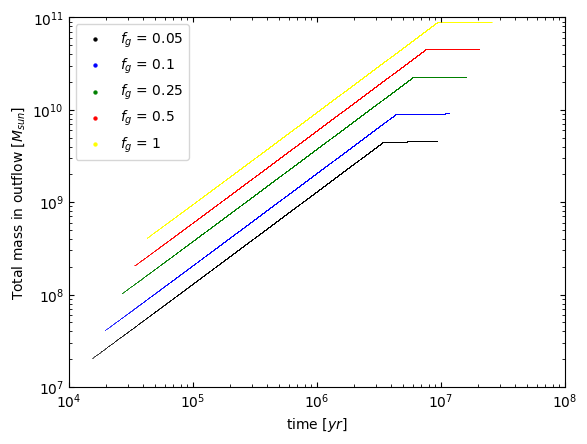 10^11
10^10
10^9
10^8
10^7
Total mass in outflow [M_sun]
f_g = 0.05
f_g = 0.1
f_g = 0.25
f_g = 0.5
f_g = 1
10^4 10^5 10^6 10^7 10^8
time [yr]